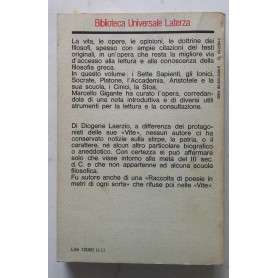 Biblioteca Universale Laterza
La vita, le opere, le opinioni, le dottrine dei
filosofi, spesso con ampie citazioni dei testi
originali, in un'opera che resta la migliore via
d'accesso alla lettura e alla conoscenza della
filosofia greca.
In questo volume: i Sette Sapienti, gli Ionici,
Socrate, Platone, l'Accademia, Aristotele e la
sua scuola, i Cinici, la Stoa.
Marcello Gigante ha curato l'opera, corredan-
dola di una nota introduttiva e di diversi utili
strumenti per la lettura e la consultazione.
Di Diogene Laerzio, a differenza dei protago-
nisti delle sue «Vite», nessun autore ci ha
conservato notizie sulla stirpe, la patria, o il
carattere, né alcun altro particolare biografico
o aneddotico. Con certezza si può affermare
solo che visse intorno alla metà del III sec.
d.C. e che non appartenne ad alcuna scuola
filosofica.
Fu autore anche di una «Raccolta di poesie in
metri di ogni sorta» che rifuse poi nelle «Vite».
Lire 18000 (i.i.)